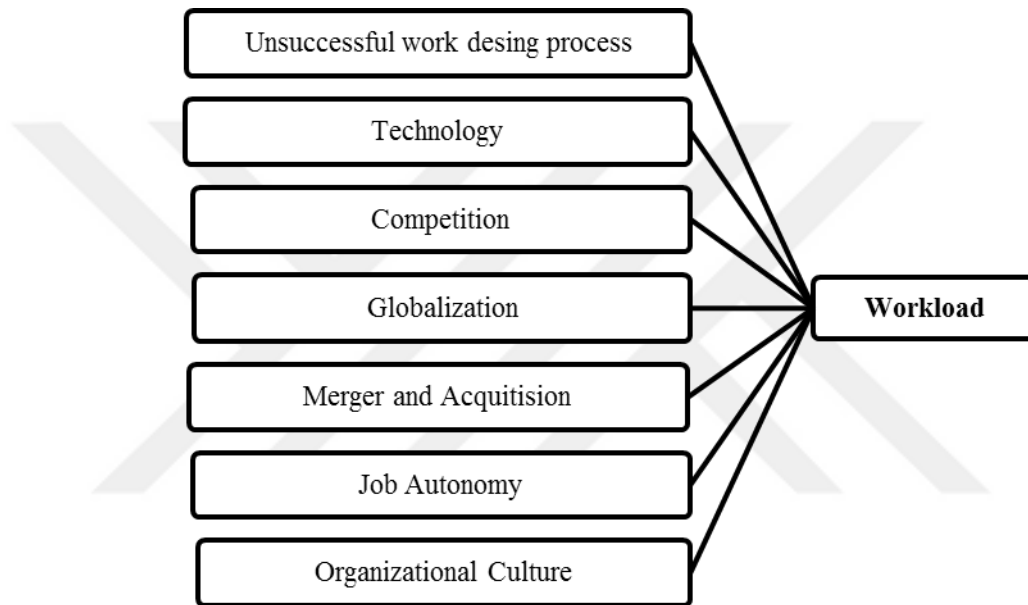 Unsuccessful work desing process
Technology
Competition
Globalization
Workload
Merger and Acquitision
Job Autonomy
Organizational Culture